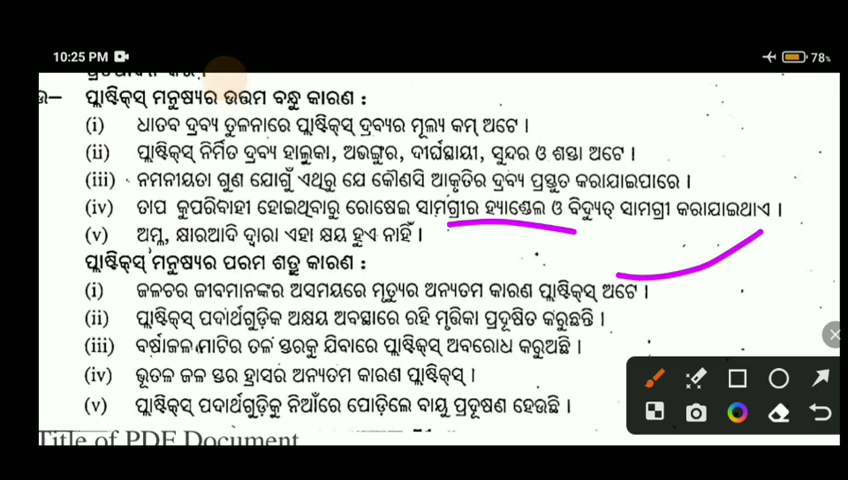 10:25 PM
78%
ଉ– ପ୍ଲାଷ୍ଟିକ୍‌ସ୍ ମନୁଷ୍ୟର ଉତ୍ତମ ବନ୍ଧୁ କାରଣ :
(i) ଧାତବ ଦ୍ରବ୍ୟ ତୁଳନାରେ ପ୍ଲାଷ୍ଟିକ୍‌ସ୍ ଦ୍ରବ୍ୟର ମୂଲ୍ୟ କମ୍ ଅଟେ ।
(ii) ପ୍ଲାଷ୍ଟିକ୍‌ସ୍ ନିର୍ମିତ ଦ୍ରବ୍ୟ ହାଲୁକା, ଅଭଙ୍ଗୁର, ଦୀର୍ଘସ୍ଥାୟୀ, ସୁନ୍ଦର ଓ ଶସ୍ତା ଅଟେ ।
(iii) ନମନୀୟତା ଗୁଣ ଯୋଗୁଁ ଏଥିରୁ ଯେ କୌଣସି ଆକୃତିର ଦ୍ରବ୍ୟ ପ୍ରସ୍ତୁତ କରାଯାଇପାରେ ।
(iv) ତାପ କୁପରିବାହୀ ହୋଇଥିବାରୁ ରୋଷେଇ ସାମଗ୍ରୀର ହ୍ୟାଣ୍ଡେଲ ଓ ବିଦ୍ୟୁତ୍ ସାମଗ୍ରୀ କରାଯାଇଥାଏ ।
(v) ଅମ୍ଳ, କ୍ଷାରଆଦି ଦ୍ୱାରା ଏହା କ୍ଷୟ ହୁଏ ନାହିଁ ।
ପ୍ଲାଷ୍ଟିକ୍‌ସ୍ ମନୁଷ୍ୟର ପରମ ଶତ୍ରୁ କାରଣ :
(i) ଜଳଚର ଜୀବମାନଙ୍କର ଅସମୟରେ ମୃତ୍ୟୁର ଅନ୍ୟତମ କାରଣ ପ୍ଲାଷ୍ଟିକ୍‌ସ୍ ଅଟେ ।
(ii) ପ୍ଲାଷ୍ଟିକ୍‌ସ୍ ପଦାର୍ଥଗୁଡ଼ିକ ଅକ୍ଷୟ ଅବସ୍ଥାରେ ରହି ମୃତ୍ତିକା ପ୍ରଦୂଷିତ କରୁଛନ୍ତି ।
(iii) ବର୍ଷାଜଳ ମାଟିର ତଳ ସ୍ତରକୁ ଯିବାରେ ପ୍ଲାଷ୍ଟିକ୍‌ସ୍ ଅବରୋଧ କରୁଅଛି ।
(iv) ଭୂତଳ ଜଳ ସ୍ତର ହ୍ରାସର ଅନ୍ୟତମ କାରଣ ପ୍ଲାଷ୍ଟିକ୍‌ସ୍ ।
(v) ପ୍ଲାଷ୍ଟିକ୍‌ସ୍ ପଦାର୍ଥଗୁଡ଼ିକୁ ନିଆଁରେ ପୋଡ଼ିଲେ ବାୟୁ ପ୍ରଦୂଷଣ ହେଉଛି ।
Title of PDF Document